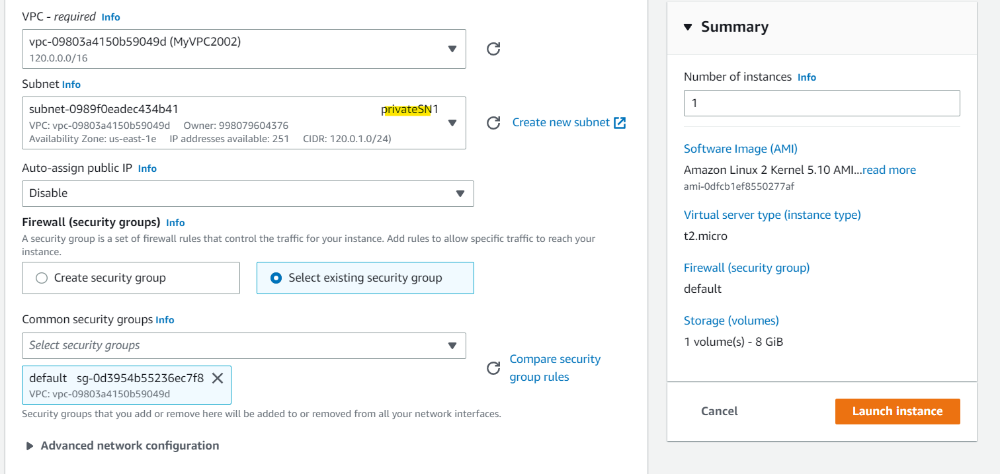 VPC - required Info
vpc-09803a4150b59049d (MyVPC2002)
120.0.0.0/16
Subnet Info
subnet-0989f0eadec434b41 privateSN1
VPC: vpc-09803a4150b59049d Owner: 998079604376
Availability Zone: us-east-1e IP addresses available: 251 CIDR: 120.0.1.0/24)
Create new subnet
Auto-assign public IP Info
Disable
Firewall (security groups) Info
A security group is a set of firewall rules that control the traffic for your instance. Add rules to allow specific traffic to reach your
instance.
Create security group
Select existing security group
Common security groups Info
Select security groups
default sg-0d3954b55236ec7f8
VPC: vpc-09803a4150b59049d
Compare security
group rules
Security groups that you add or remove here will be added to or removed from all your network interfaces.
Advanced network configuration
Summary
Number of instances Info
1
Software Image (AMI)
Amazon Linux 2 Kernel 5.10 AMI...read more
ami-0dfcb1ef8550277af
Virtual server type (instance type)
t2.micro
Firewall (security group)
default
Storage (volumes)
1 volume(s) - 8 GiB
Cancel
Launch instance